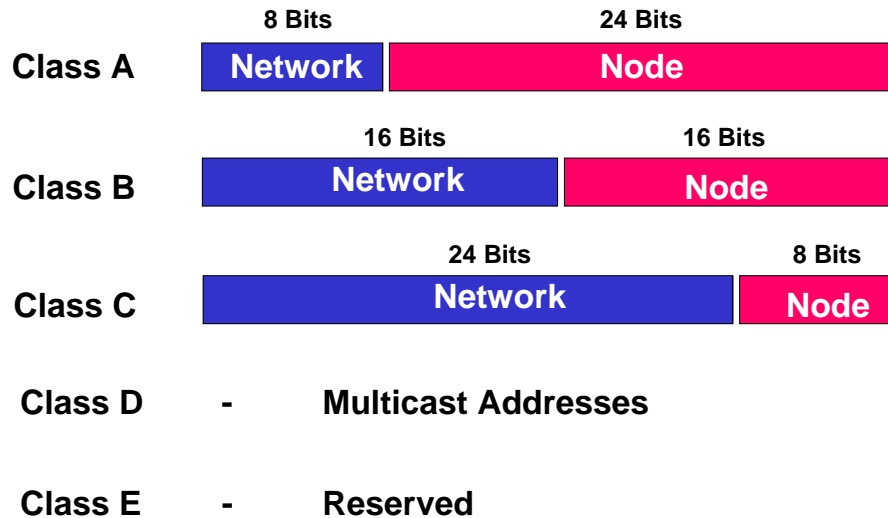 8 Bits 24 Bits
Class A Network Node
16 Bits 16 Bits
Class B Network Node
24 Bits 8 Bits
Class C Network Node
Class D - Multicast Addresses
Class E - Reserved